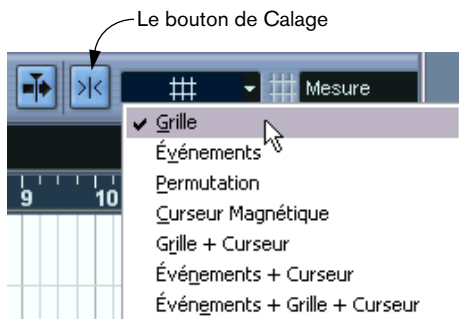 Le bouton de Calage
Mesure
Grille
Événements
9 10
Permutation
Curseur Magnétique
Grille + Curseur
Événements + Curseur
Événements + Grille + Curseur